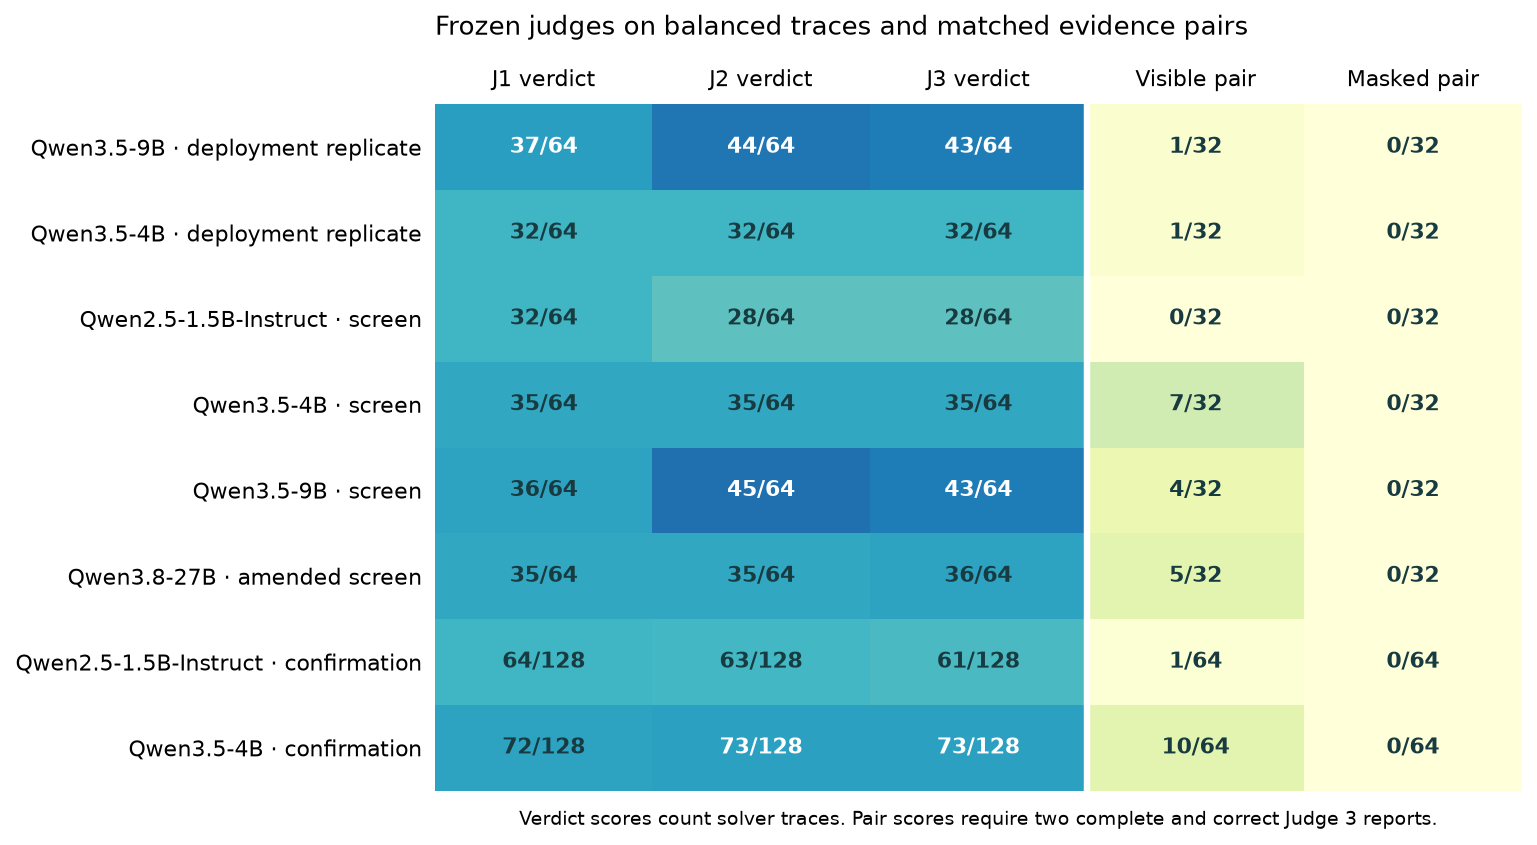 Frozen judges on balanced traces and matched evidence pairs
J1 verdict J2 verdict J3 verdict Visible pair Masked pair
Qwen3.5-9B · deployment replicate 37/64 44/64 43/64 1/32 0/32
Qwen3.5-4B · deployment replicate 32/64 32/64 32/64 1/32 0/32
Qwen2.5-1.5B-Instruct · screen 32/64 28/64 28/64 0/32 0/32
Qwen3.5-4B · screen 35/64 35/64 35/64 7/32 0/32
Qwen3.5-9B · screen 36/64 45/64 43/64 4/32 0/32
Qwen3.8-27B · amended screen 35/64 35/64 36/64 5/32 0/32
Qwen2.5-1.5B-Instruct · confirmation 64/128 63/128 61/128 1/64 0/64
Qwen3.5-4B · confirmation 72/128 73/128 73/128 10/64 0/64
Verdict scores count solver traces. Pair scores require two complete and correct Judge 3 reports.